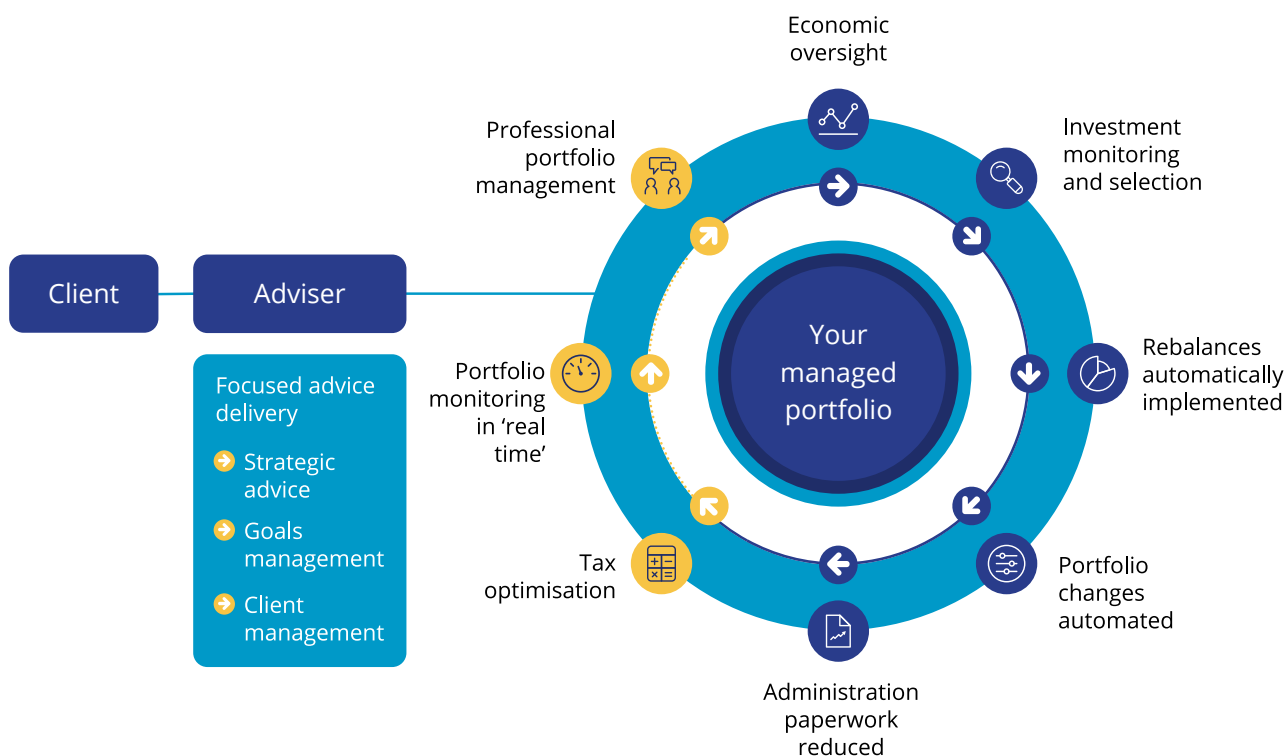 Client
Adviser
Focused advice
delivery
Strategic
advice
Goals
management
Client
management
Economic
oversight
Investment
monitoring
and selection
Rebalances
automatically
implemented
Portfolio
changes
automated
Administration
paperwork
reduced
Tax
optimisation
Portfolio
monitoring
in ‘real
time’
Professional
portfolio
management
Your
managed
portfolio